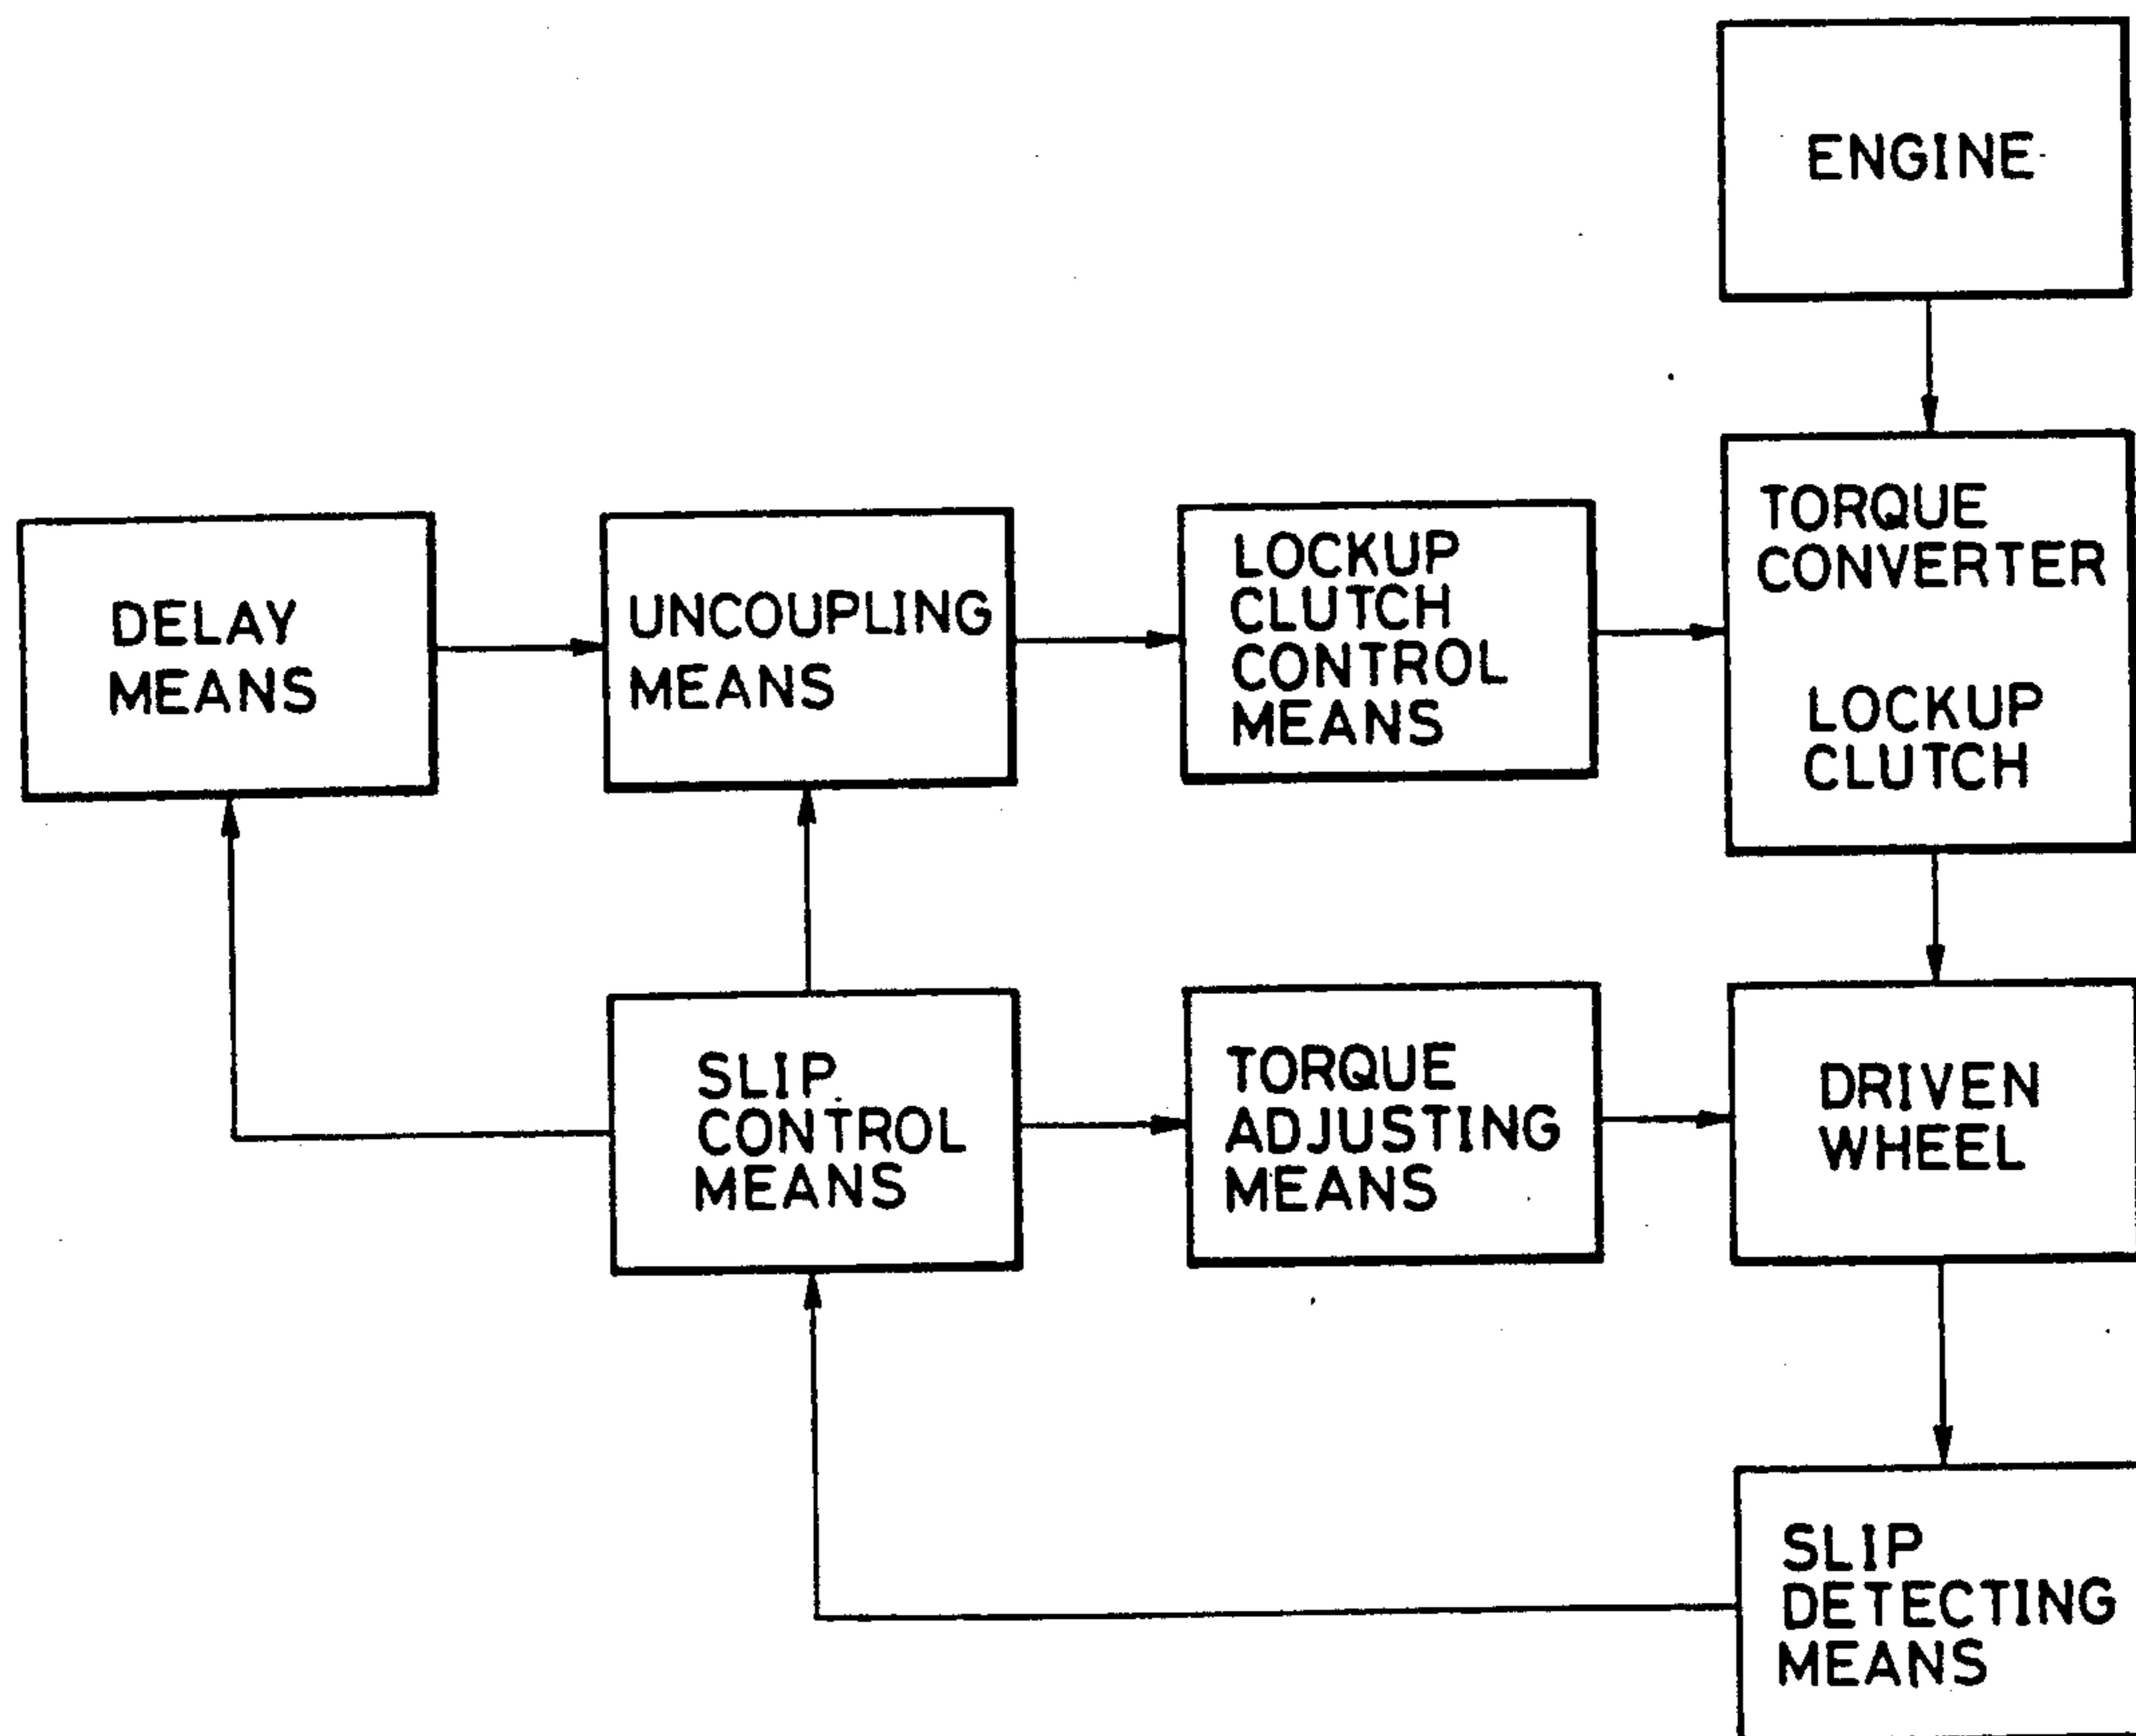 ENGINE
TORQUE
CONVERTER
LOCKUP
CLUTCH
LOCKUP
CLUTCH
CONTROL
MEANS
UNCOUPLING
MEANS
DELAY
MEANS
SLIP
CONTROL
MEANS
TORQUE
ADJUSTING
MEANS
DRIVEN
WHEEL
SLIP
DETECTING
MEANS